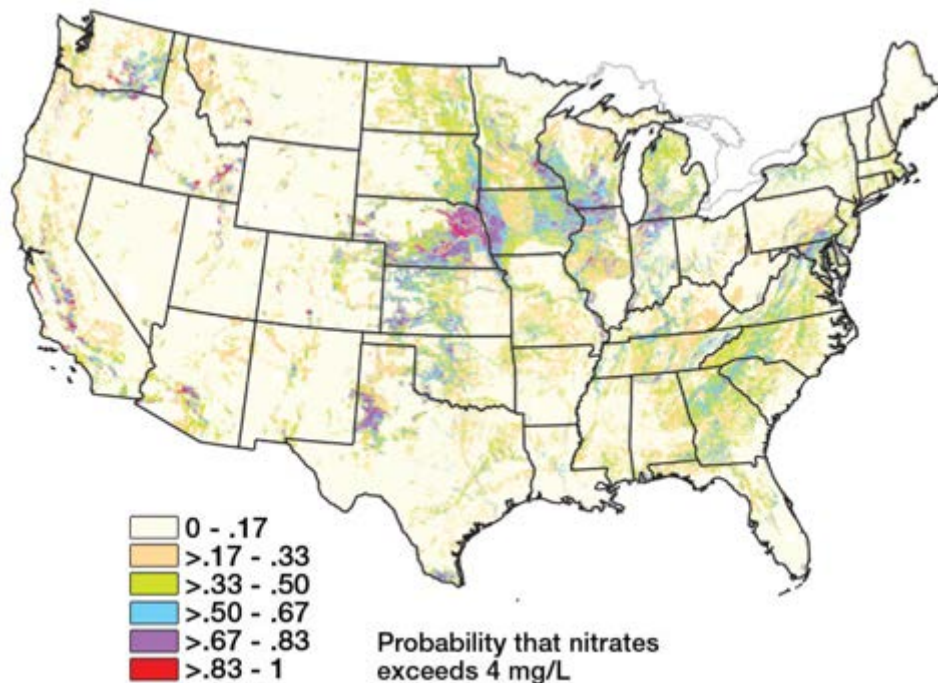 0 - .17
>.17 - .33
>.33 - .50
>.50 - .67
>.67 - .83
>.83 - 1
Probability that nitrates
exceeds 4 mg/L